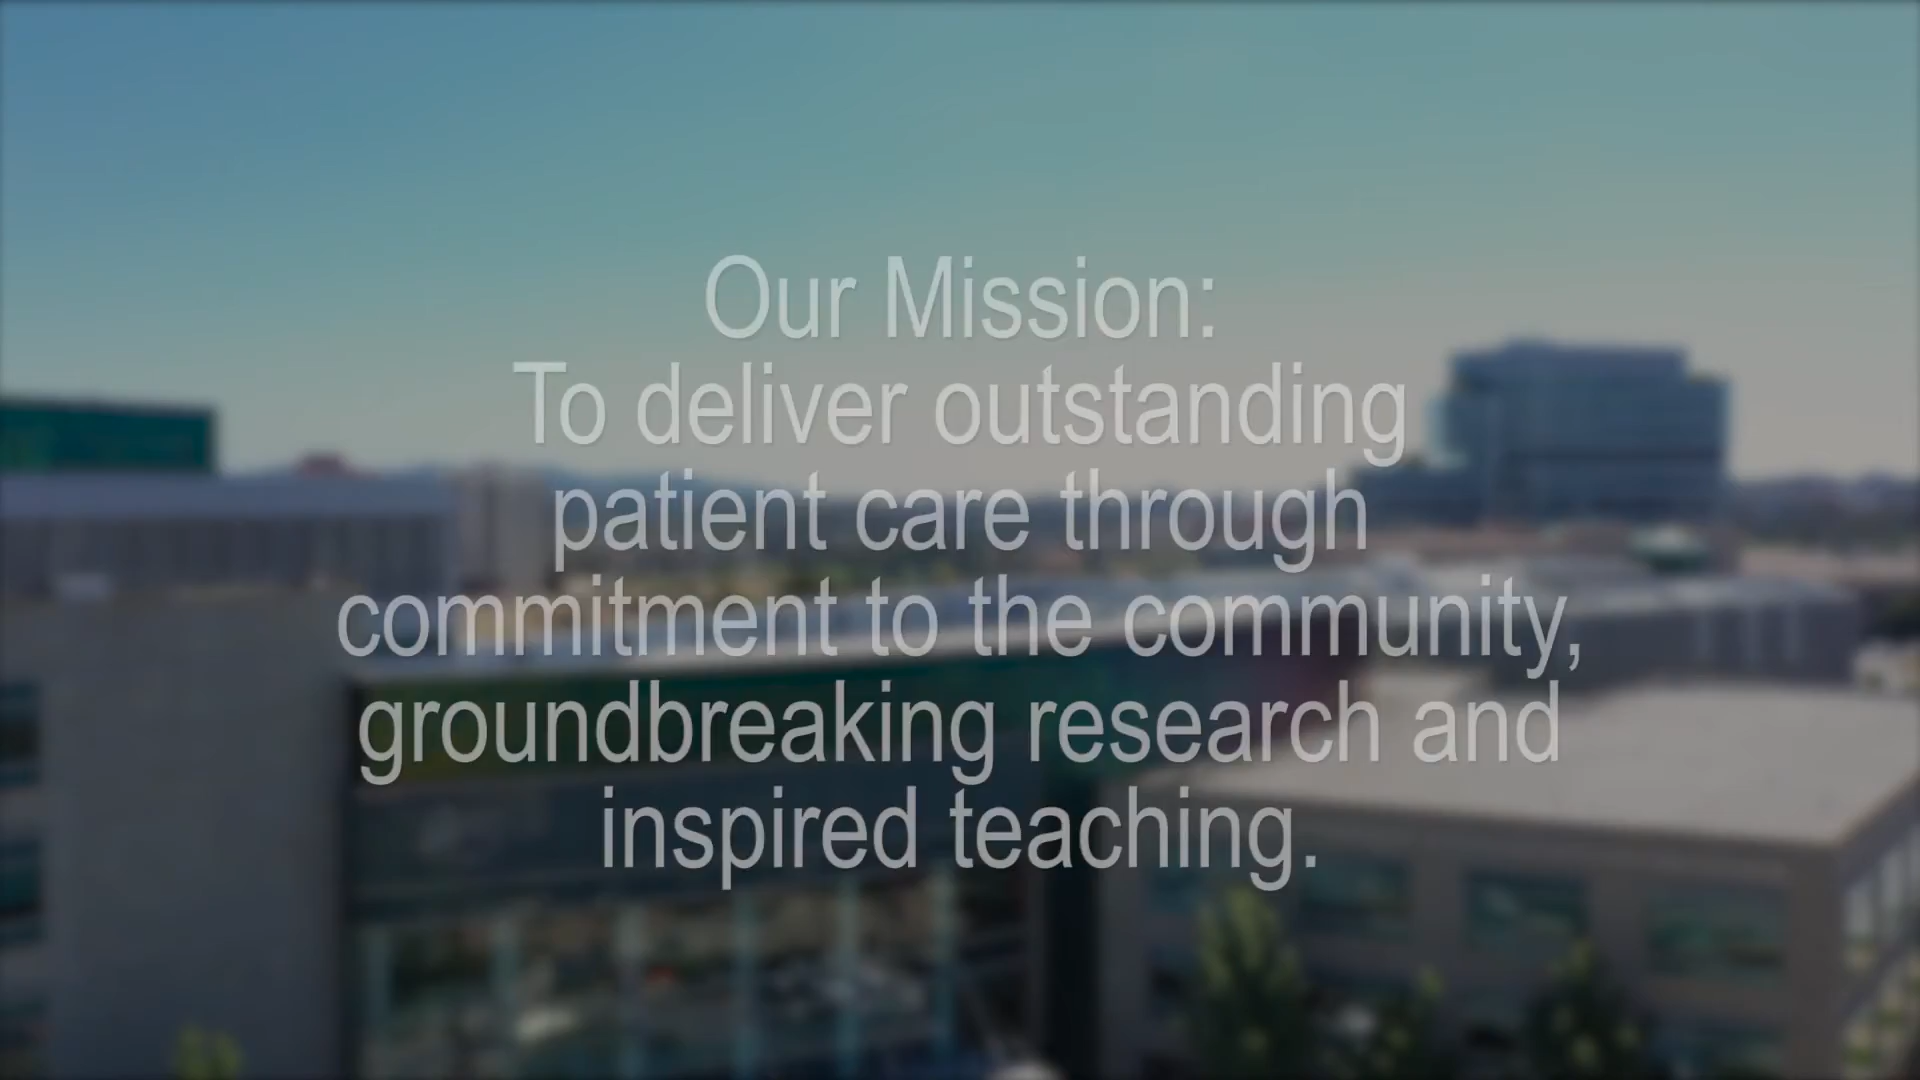 Our Mission:
To deliver outstanding
patient care through
commitment to the community,
groundbreaking research and
inspired teaching.